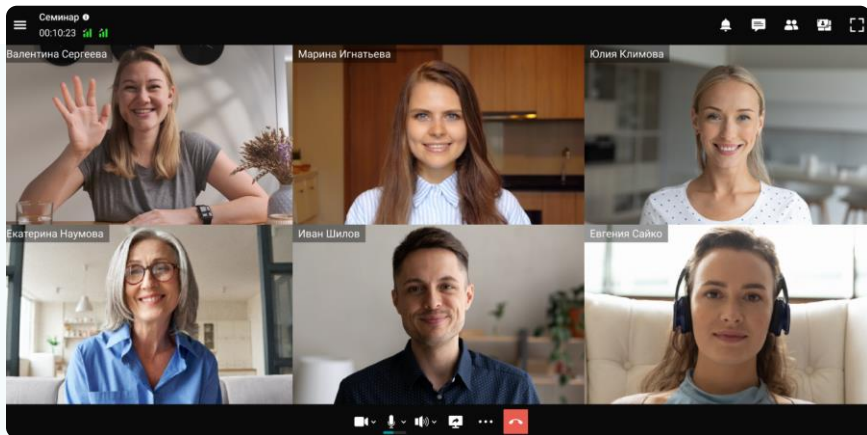 Семинар
00:10:23
Валентина Сергеева
Марина Игнатьева
Юлия Климова
Екатерина Наумова
Иван Шилов
Евгения Сайко